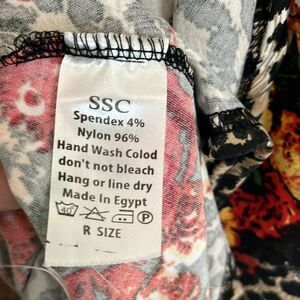 SSC
Spendex 4%
Nylon 96%
Hand Wash Colod
don't not bleach
Hang or line dry
Made In Egypt
40 P
R SIZE